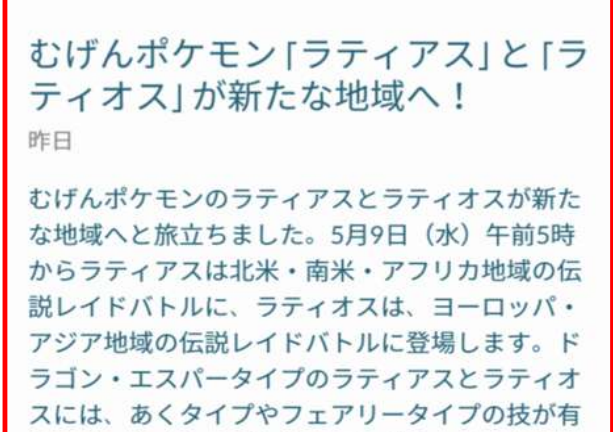 むげんポケモン「ラティアス」と「ラ
ティオス」が新たな地域へ！
昨日
むげんポケモンのラティアスとラティオスが新た
な地域へと旅立ちました。5月9日（水）午前5時
からラティアスは北米・南米・アフリカ地域の伝
説レイドバトルに、ラティオスは、ヨーロッパ・
アジア地域の伝説レイドバトルに登場します。ド
ラゴン・エスパータイプのラティアスとラティオ
スには、あくタイプやフェアリータイプの技が有